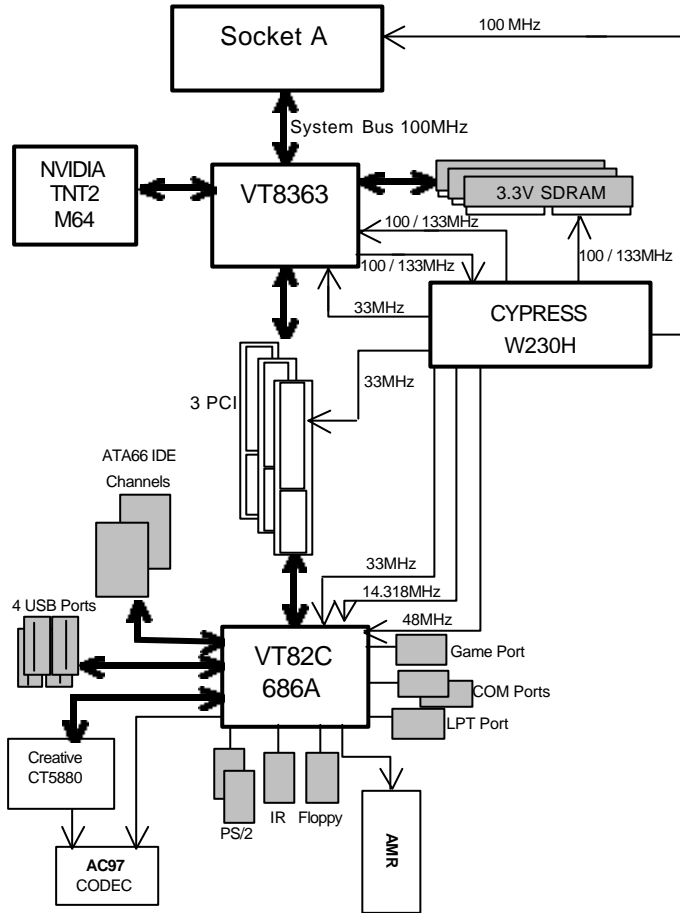 Socket A
100 MHz
System Bus 100MHz
NVIDIA
TNT2
M64
VT8363
3.3V SDRAM
100 / 133MHz
100 / 133MHz
100 / 133MHz
33MHz
CYPRESS
W230H
3 PCI
33MHz
ATA66 IDE
Channels
33MHz
14.318MHz
4 USB Ports
48MHz
VT82C
686A
Game Port
COM Ports
LPT Port
Creative
CT5880
PS/2
IR
Floppy
AMR
AC97
CODEC